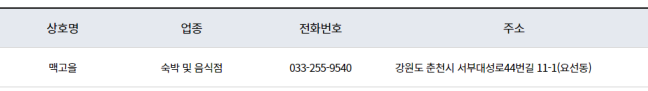 상호명 업종 전화번호 주소
맥고을 숙박 및 음식점 033-255-9540 강원도 춘천시 서부대성로44번길 11-1(요선동)